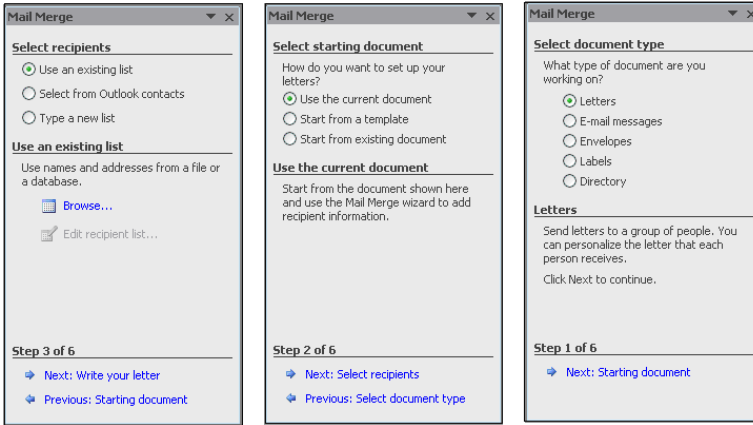 Mail Merge
Select recipients
Use an existing list
Select from Outlook contacts
Type a new list
Use an existing list
Use names and addresses from a file or
a database.
Browse...
Edit recipient list...
Step 3 of 6
Next: Write your letter
Previous: Starting document
Mail Merge
Select starting document
How do you want to set up your
letters?
Use the current document
Start from a template
Start from existing document
Use the current document
Start from the document shown here
and use the Mail Merge wizard to add
recipient information.
Step 2 of 6
Next: Select recipients
Previous: Select document type
Mail Merge
Select document type
What type of document are you
working on?
Letters
E-mail messages
Envelopes
Labels
Directory
Letters
Send letters to a group of people. You
can personalize the letter that each
person receives.
Click Next to continue.
Step 1 of 6
Next: Starting document